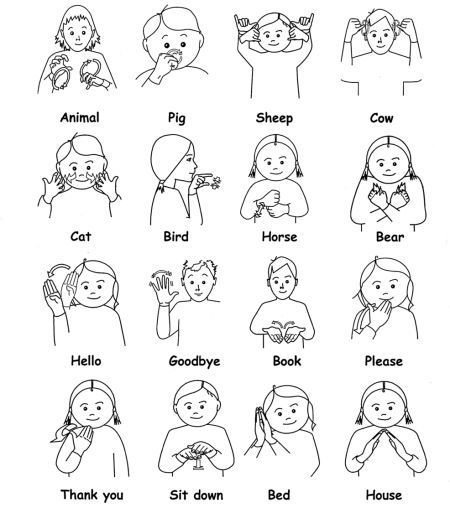 Animal Pig Sheep Cow
Cat Bird Horse Bear
Hello Goodbye Book Please
Thank you Sit down Bed House